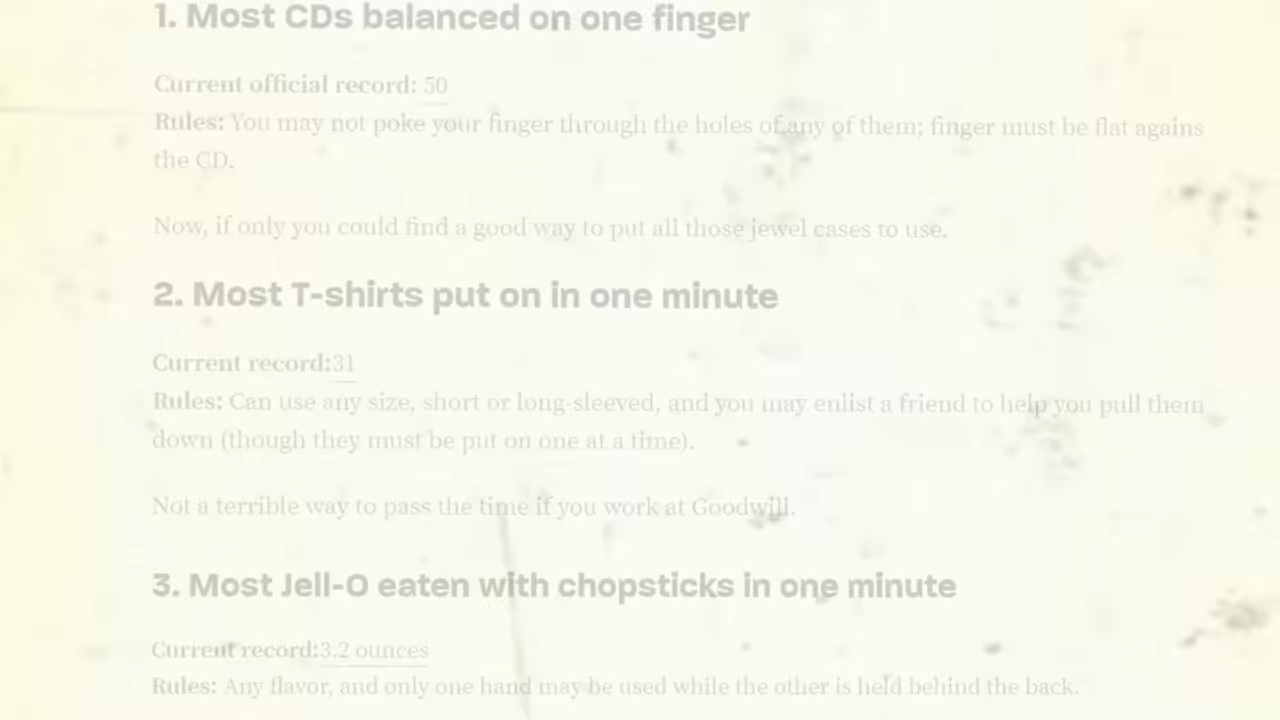 1. Most CDs balanced on one finger
Current official record: 50
Rules: You may not poke your finger through the holes of any of them; finger must be flat agains
the CD.
Now, if only you could find a good way to put all those jewel cases to use.
2. Most T-shirts put on in one minute
Current record:31
Rules: Can use any size, short or long-sleeved, and you may enlist a friend to help you pull them
down (though they must be put on one at a time).
Not a terrible way to pass the time if you work at Goodwill.
3. Most Jell-O eaten with chopsticks in one minute
Current record:3.2 ounces
Rules: Any flavor, and only one hand may be used while the other is held behind the back.